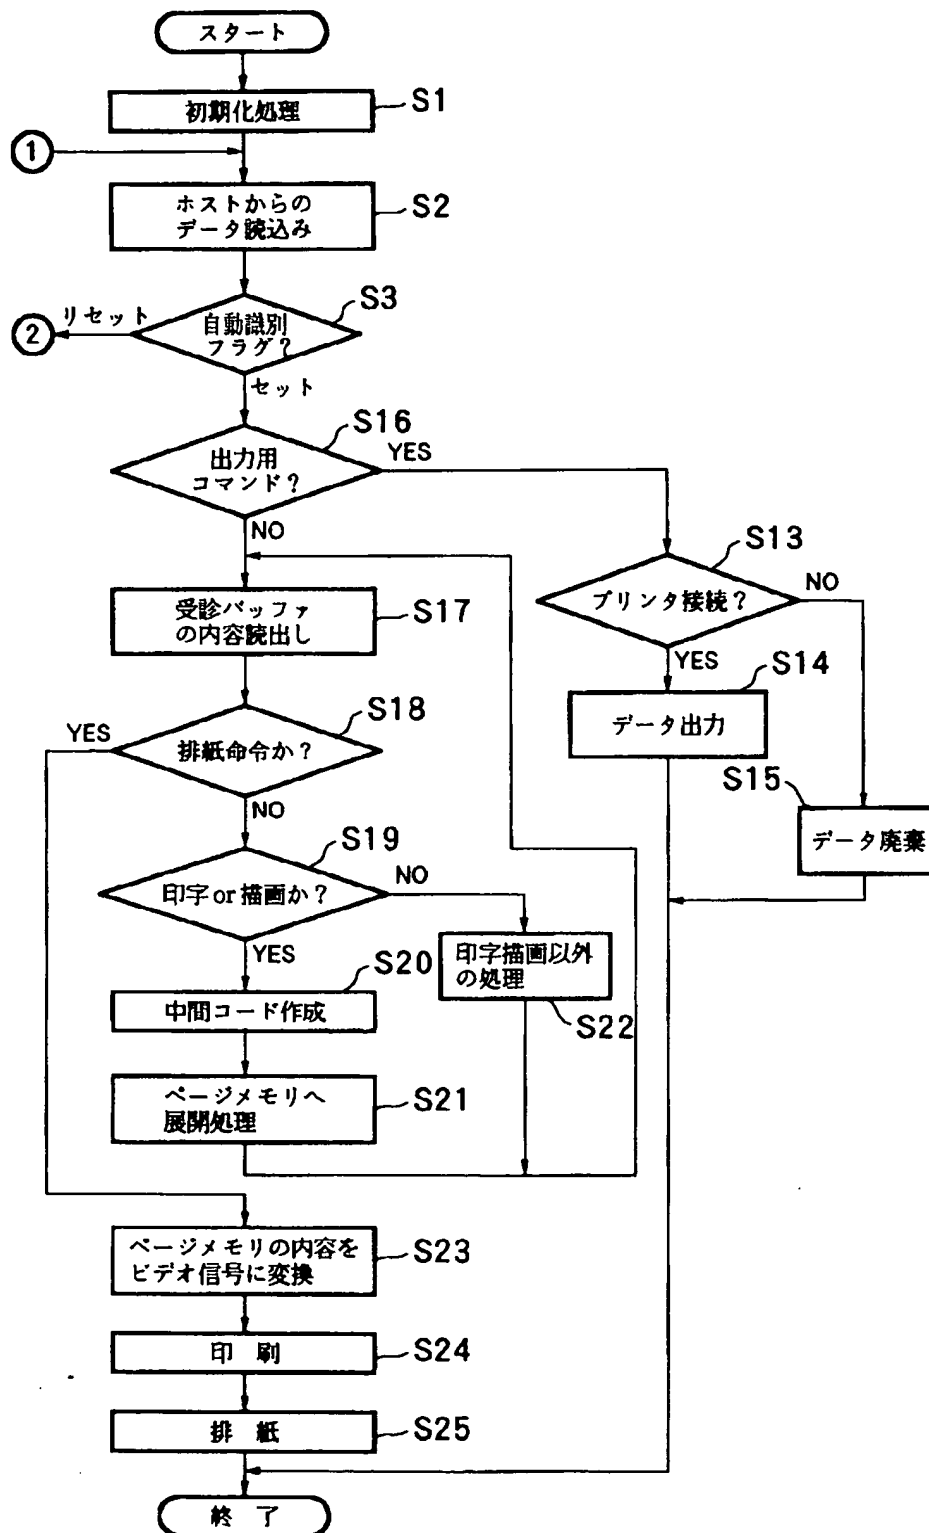 スタート
初期化処理
S1
1
ホストからの
データ読込み
S2
S3
リセット
2
自動識別
フラグ?
セット
S16
出力用
コマンド?
YES
NO
S13
プリンタ接続?
NO
YES
受診バッファ
の内容読出し
S17
S14
データ出力
S18
YES
排紙命令か?
NO
S15
データ廃棄
S19
印字or描画か?
NO
YES
S20
印字描画以外
の処理
S22
中間コード作成
ページメモリへ
展開処理
S21
ページメモリの内容を
ビデオ信号に変換
S23
印刷
S24
排紙
S25
終了